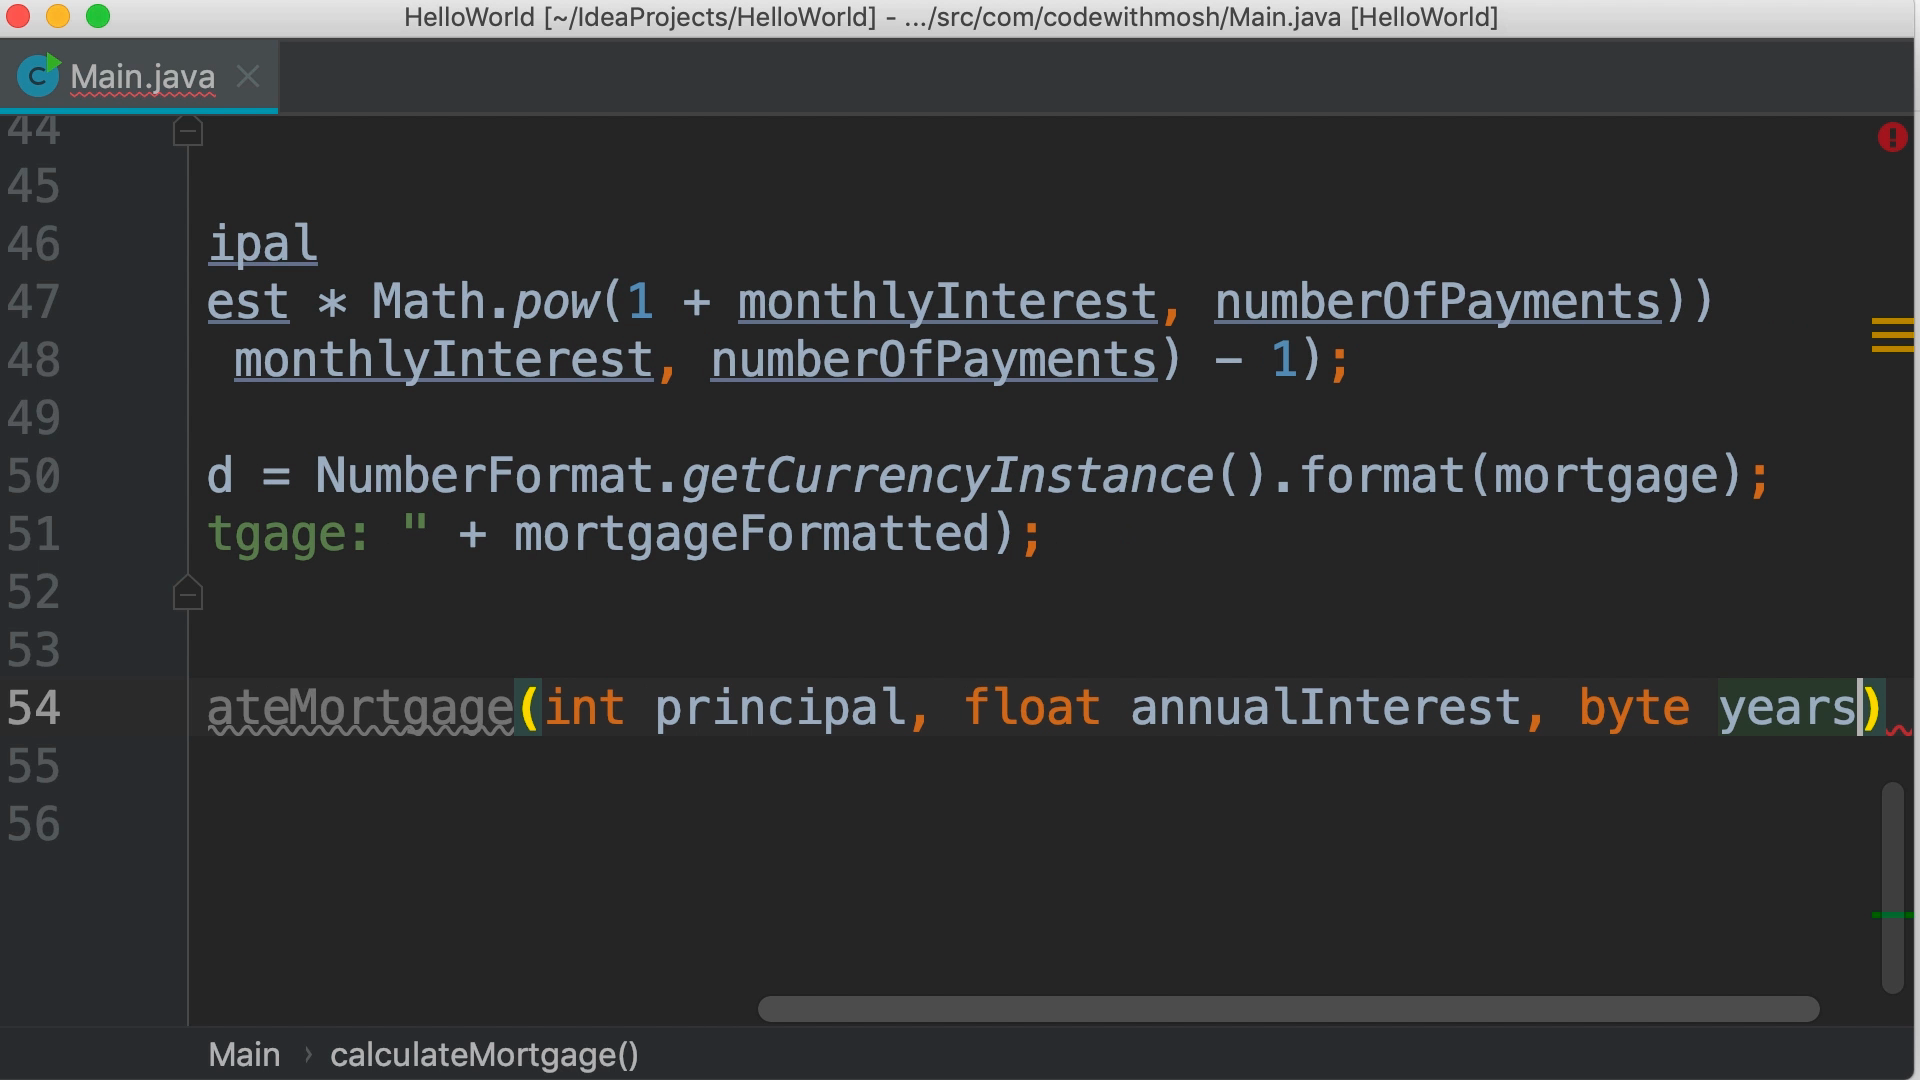 HelloWorld [~/IdeaProjects/HelloWorld] - .../src/com/codewithmosh/Main.java [HelloWorld]
C Main.java
44
45
46 ipal
47 est * Math.pow(1 + monthlyInterest, numberOfPayments))
48 monthlyInterest, numberOfPayments) - 1);
49
50 d = NumberFormat.getCurrencyInstance().format(mortgage);
51 tgage: " + mortgageFormatted);
52
53
54 ateMortgage(int principal, float annualInterest, byte years)
55
56
Main › calculateMortgage()